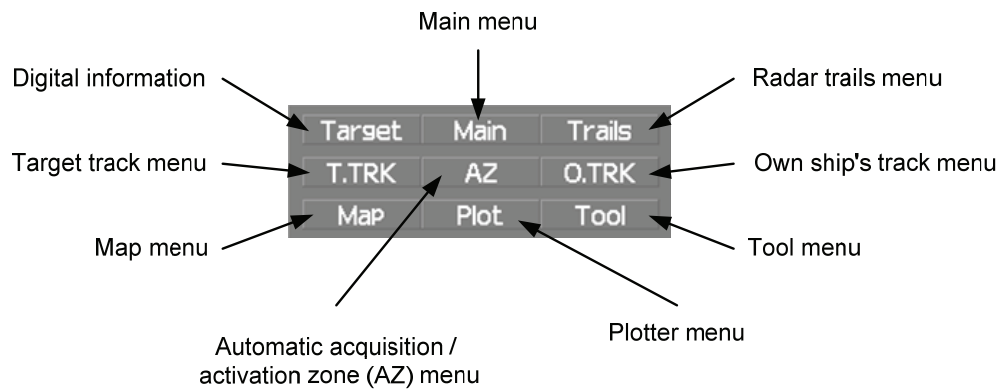 Main menu
Digital information
Radar trails menu
Target Main Trails
Target track menu
T.TRK AZ O.TRK
Own ship's track menu
Map Plot Tool
Map menu
Tool menu
Plotter menu
Automatic acquisition /
activation zone (AZ) menu